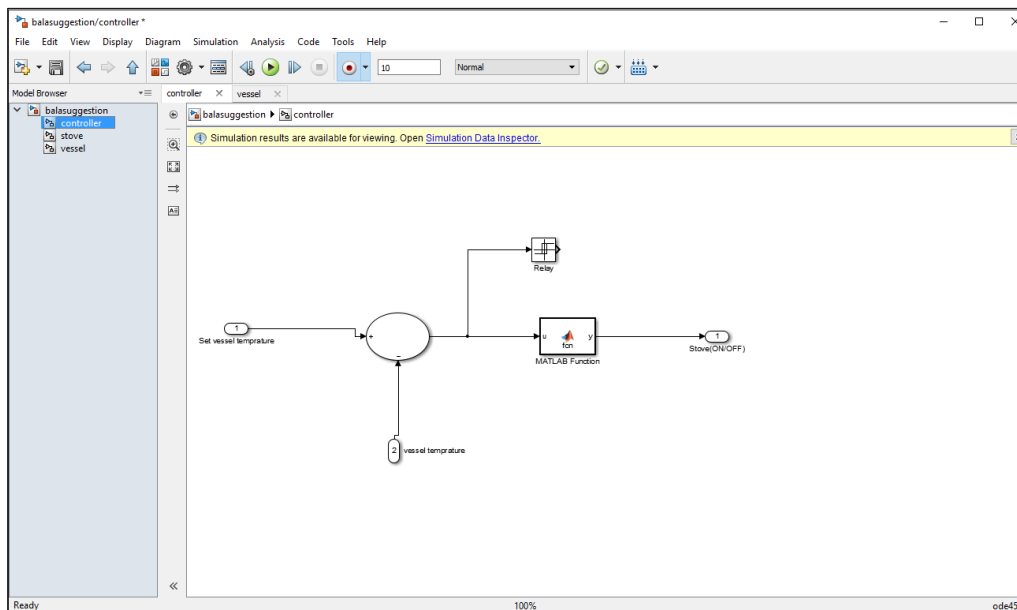 balasuggestion/controller *
File Edit View Display Diagram Simulation Analysis Code Tools Help
10 Normal
Model Browser
controller vessel
balasuggestion
controller
stove
vessel
balasuggestion controller
Simulation results are available for viewing. Open Simulation Data Inspector.
Relay
1
Set vessel temprature
+
−
u fcn y
MATLAB Function
1
Stove(ON/OFF)
2 vessel temprature
Ready 100% ode45